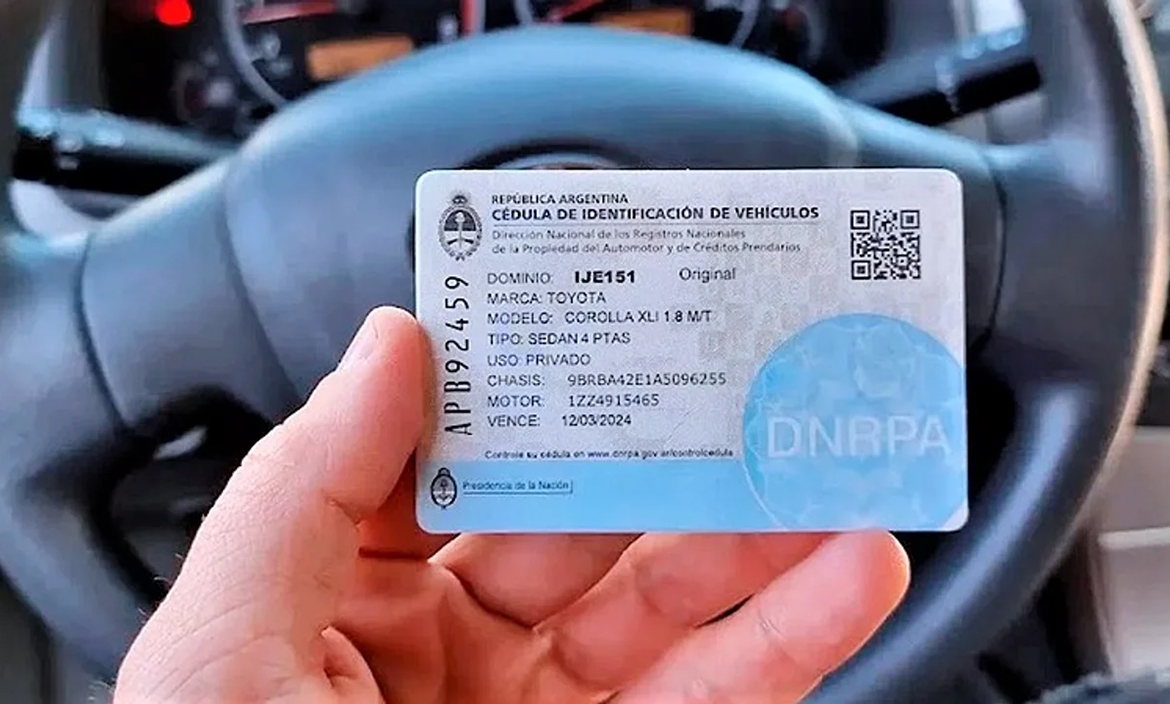 REPÚBLICA ARGENTINA
CÉDULA DE IDENTIFICACIÓN DE VEHÍCULOS
Dirección Nacional de los Registros Nacionales
de la Propiedad del Automotor y de Créditos Prendarios
DOMINIO: IJE151 Original
MARCA: TOYOTA
MODELO: COROLLA XLI 1.8 M/T
TIPO: SEDAN 4 PTAS
USO: PRIVADO
CHASIS: 9BRBA42E1A5096255
MOTOR: 1ZZ4915465
VENCE: 12/03/2024
APB92459
Controle su cédula en www.dnrpa.gov.ar/controlcedula
DNRPA
Presidencia de la Nación